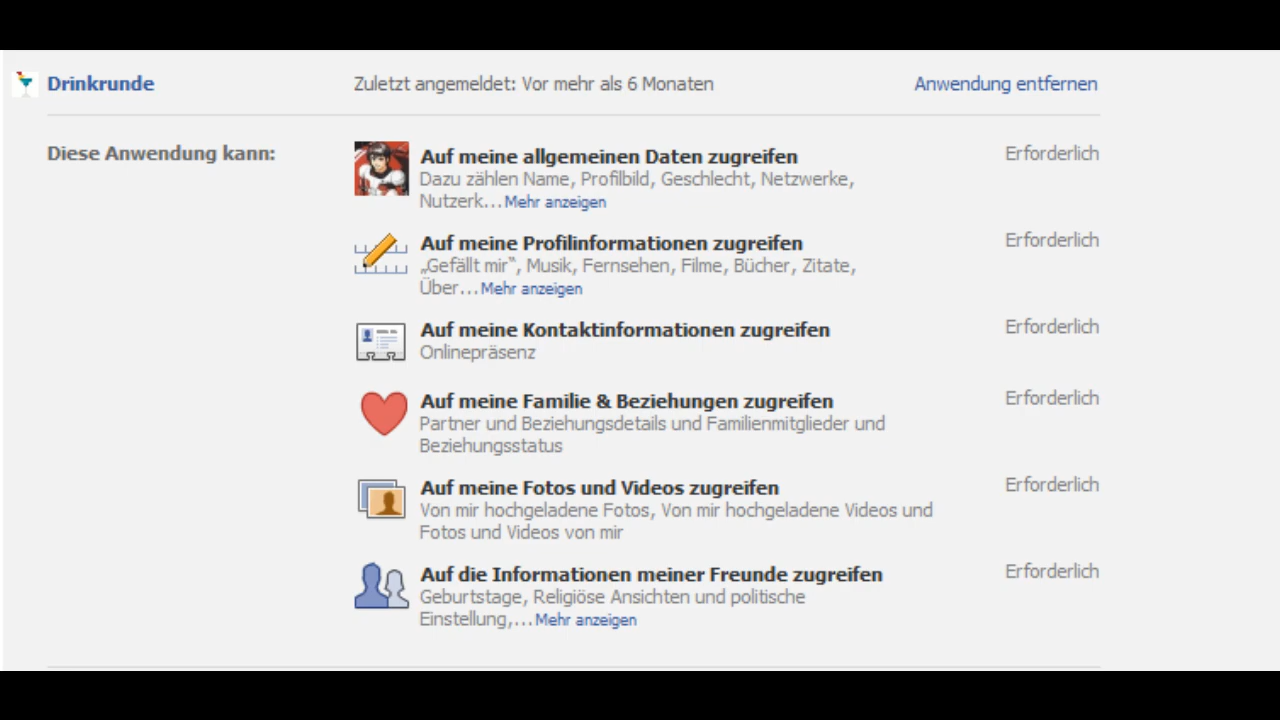 Drinkrunde Zuletzt angemeldet: Vor mehr als 6 Monaten Anwendung entfernen
Diese Anwendung kann:
Auf meine allgemeinen Daten zugreifen Erforderlich
Dazu zählen Name, Profilbild, Geschlecht, Netzwerke,
Nutzerk...Mehr anzeigen
Auf meine Profilinformationen zugreifen Erforderlich
„Gefällt mir“, Musik, Fernsehen, Filme, Bücher, Zitate,
Über...Mehr anzeigen
Auf meine Kontaktinformationen zugreifen Erforderlich
Onlinepräsenz
Auf meine Familie & Beziehungen zugreifen Erforderlich
Partner und Beziehungsdetails und Familienmitglieder und
Beziehungsstatus
Auf meine Fotos und Videos zugreifen Erforderlich
Von mir hochgeladene Fotos, Von mir hochgeladene Videos und
Fotos und Videos von mir
Auf die Informationen meiner Freunde zugreifen Erforderlich
Geburtstage, Religiöse Ansichten und politische
Einstellung,...Mehr anzeigen